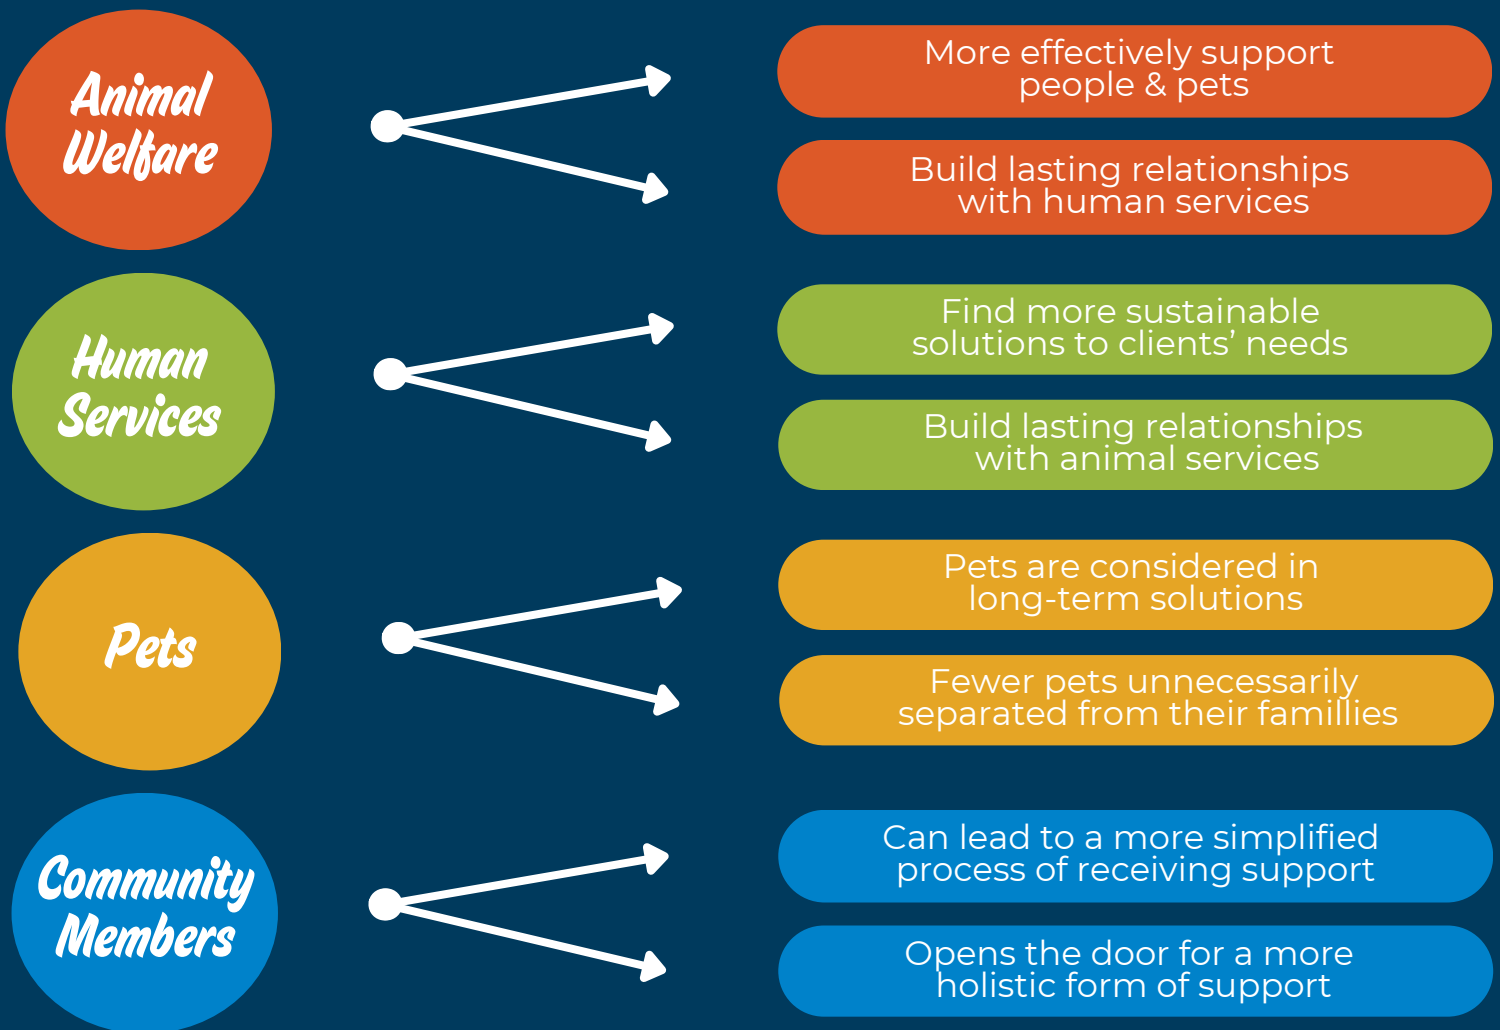 Animal
Welfare
More effectively support
people & pets
Build lasting relationships
with human services
Human
Services
Find more sustainable
solutions to clients’ needs
Build lasting relationships
with animal services
Pets
Pets are considered in
long-term solutions
Fewer pets unnecessarily
separated from their famillies
Community
Members
Can lead to a more simplified
process of receiving support
Opens the door for a more
holistic form of support